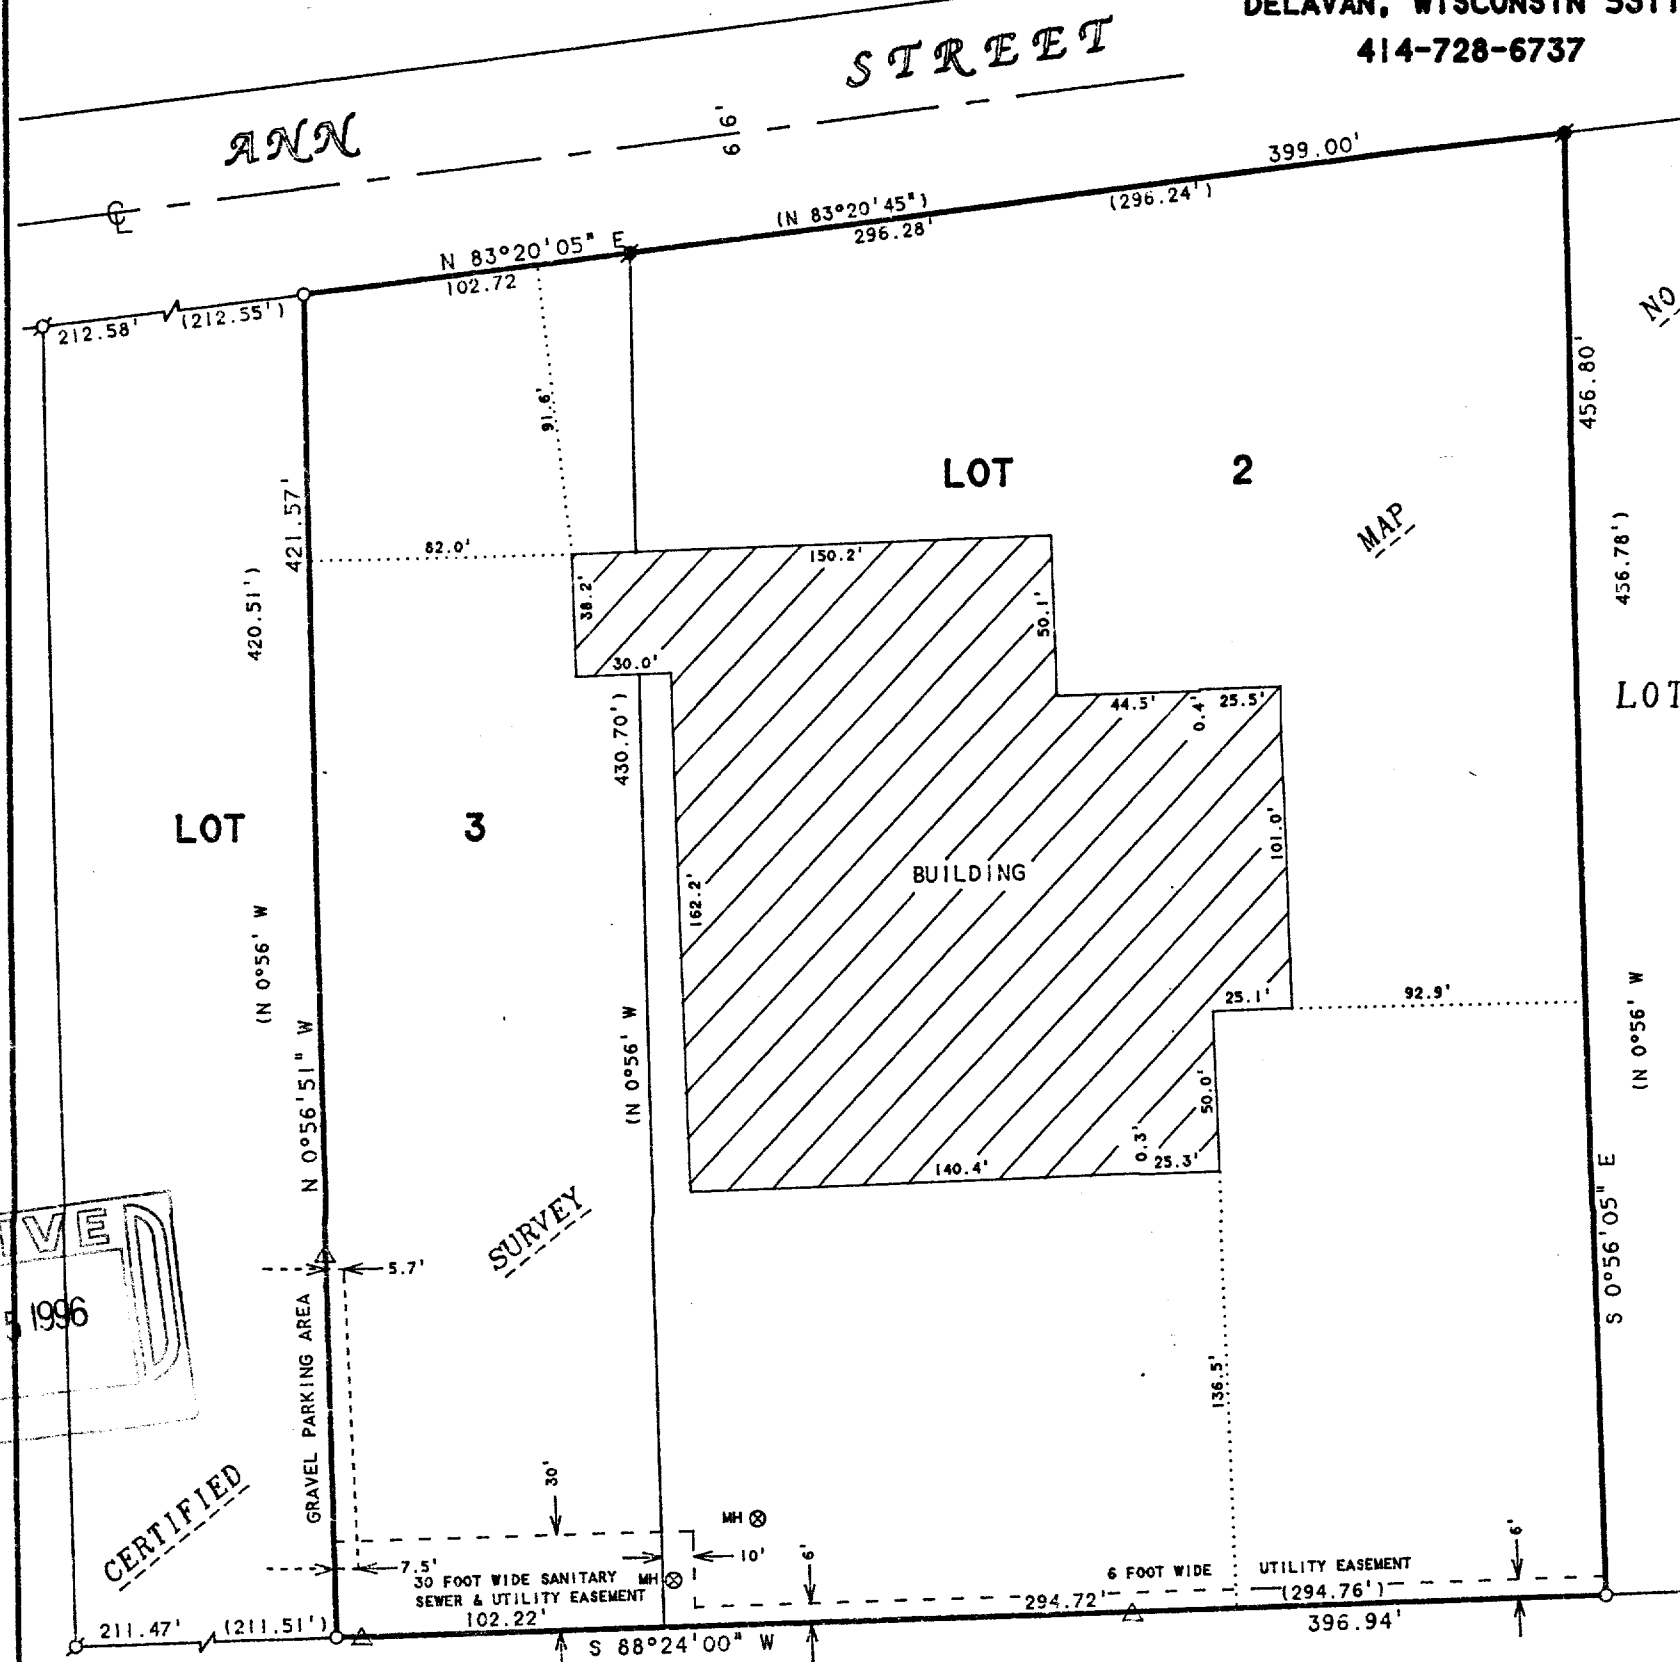 DELAVAN, WISCONSIN
414-728-6737
ANN STREET
66'
℄
399.00'
(N 83°20'45")
(296.24')
296.28'
N 83°20'05" E
102.72
212.58'
(212.55')
91.6'
456.80'
LOT 2
MAP
421.57'
420.51')
82.0'
150.2'
38.2'
50.1'
30.0'
456.78')
44.5'
0.4'
25.5'
LOT
430.70')
LOT 3
101.0'
BUILDING
162.2'
(N 0°56' W
N 0°56'51" W
(N 0°56' W
25.1'
92.9'
(N 0°56' W
50.0'
0.3'
140.4'
25.3'
S 0°56'05" E
SURVEY
5.7'
IVE
D
1996
GRAVEL PARKING AREA
136.5'
CERTIFIED
30'
MH
10'
6'
6'
7.5'
30 FOOT WIDE SANITARY
SEWER & UTILITY EASEMENT
MH
6 FOOT WIDE UTILITY EASEMENT
294.72'
(294.76')
211.47'
(211.51')
102.22'
396.94'
S 88°24'00" W